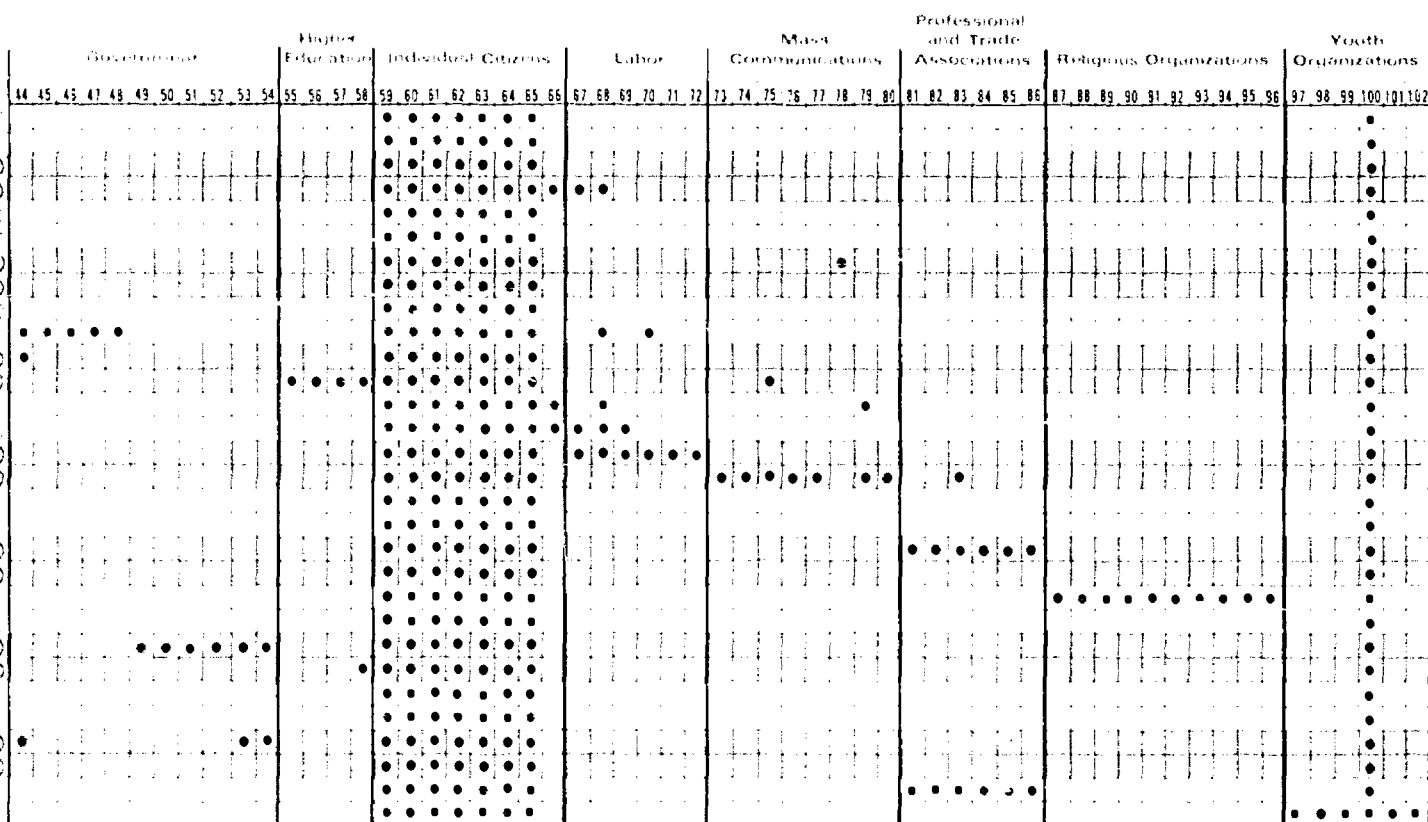 Government
Higher
Education
Individual Citizens
Labor
Mass
Communications
Professional
and Trade
Associations
Religious Organizations
Youth
Organizations
44 45 46 47 48 49 50 51 52 53 54 55 56 57 58 59 60 61 62 63 64 65 66 67 68 69 70 71 72 73 74 75 76 77 78 79 80 81 82 83 84 85 86 87 88 89 90 91 92 93 94 95 96 97 98 99 100 101 102